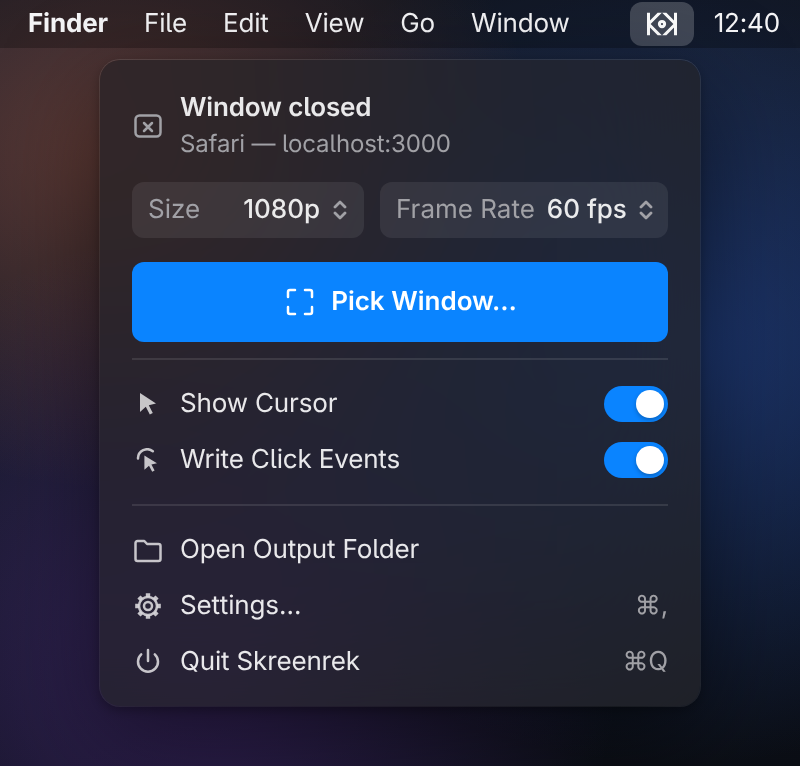 Finder File Edit View Go Window 12:40
Window closed
Safari — localhost:3000
Size 1080p Frame Rate 60 fps
Pick Window...
Show Cursor
Write Click Events
Open Output Folder
Settings... ⌘,
Quit Skreenrek ⌘Q